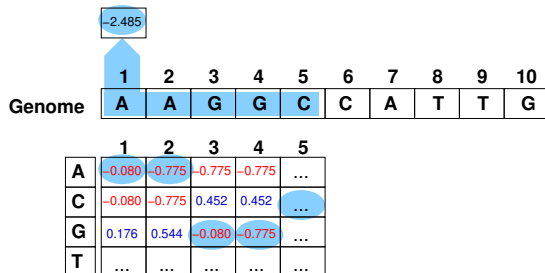 −2.485
1 2 3 4 5 6 7 8 9 10
Genome A A G G C C A T T G
1 2 3 4 5
A −0.080 −0.775 −0.775 −0.775 ...
C −0.080 −0.775 0.452 0.452 ...
G 0.176 0.544 −0.080 −0.775 ...
T ... ... ... ... ...